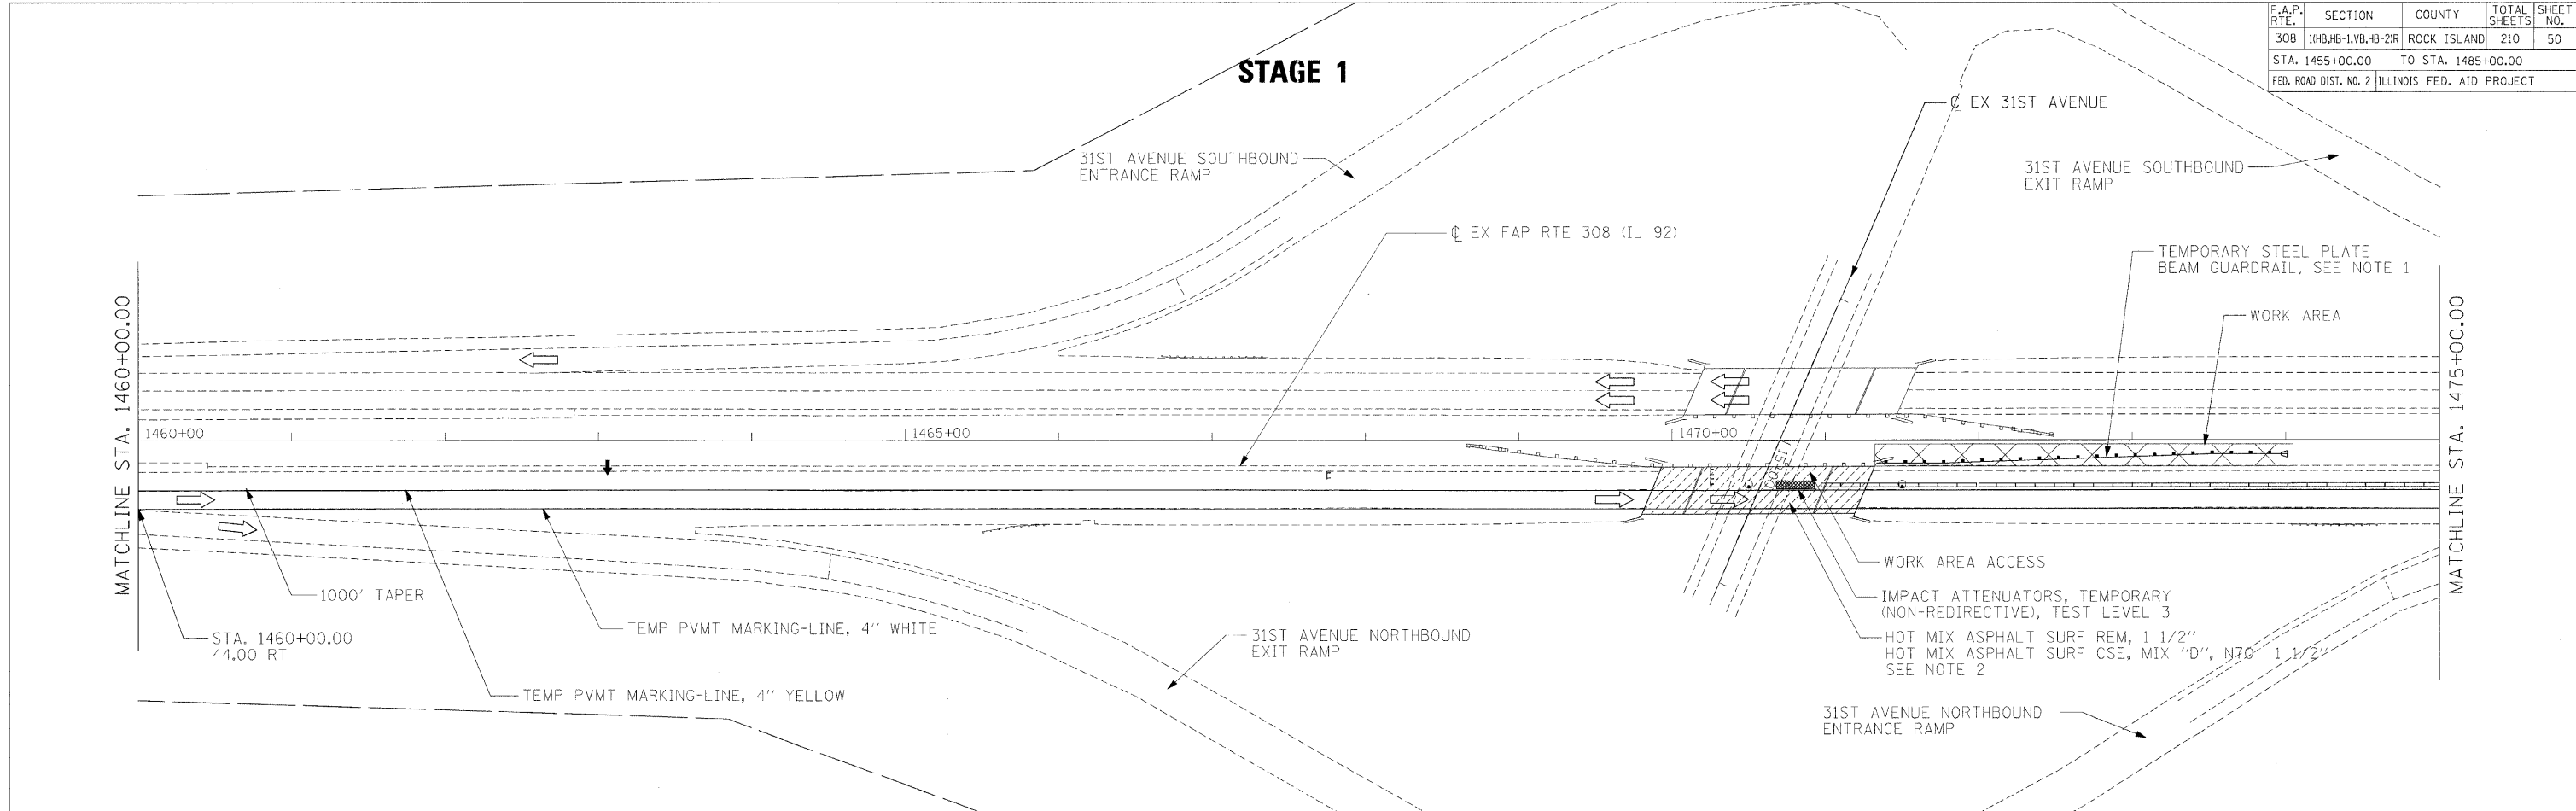 F.A.P. RTE. SECTION COUNTY TOTAL SHEETS SHEET NO.
308 1(HB,HB-1,VB,HB-2)R ROCK ISLAND 210 50
STA. 1455+00.00 TO STA. 1485+00.00
FED. ROAD DIST. NO. 2 ILLINOIS FED. AID PROJECT
STAGE 1
℄ EX 31ST AVENUE
31ST AVENUE SOUTHBOUND
ENTRANCE RAMP
31ST AVENUE SOUTHBOUND
EXIT RAMP
℄ EX FAP RTE 308 (IL 92)
TEMPORARY STEEL PLATE
BEAM GUARDRAIL, SEE NOTE 1
WORK AREA
MATCHLINE STA. 1460+00.00
MATCHLINE STA. 1475+00.00
1460+00
1465+00
1470+00
E
WORK AREA ACCESS
1000' TAPER
IMPACT ATTENUATORS, TEMPORARY
(NON-REDIRECTIVE), TEST LEVEL 3
STA. 1460+00.00
44.00 RT
TEMP PVMT MARKING-LINE, 4" WHITE
31ST AVENUE NORTHBOUND
EXIT RAMP
HOT MIX ASPHALT SURF REM, 1 1/2"
HOT MIX ASPHALT SURF CSE, MIX "D", N70 1 1/2"
SEE NOTE 2
TEMP PVMT MARKING-LINE, 4" YELLOW
31ST AVENUE NORTHBOUND
ENTRANCE RAMP